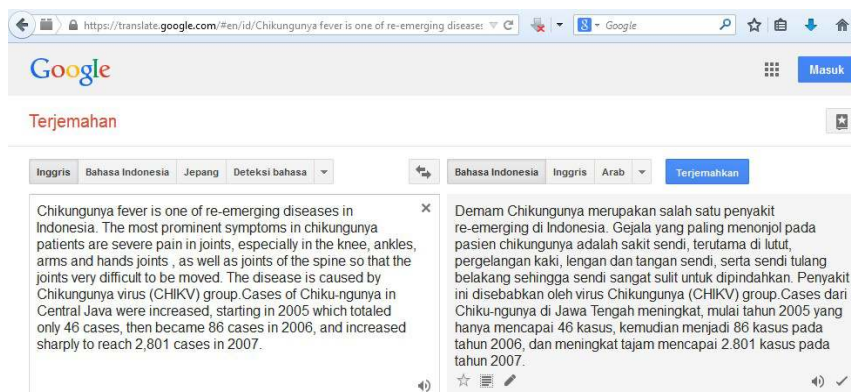 https://translate.google.com/#en/id/Chikungunya fever is one of re-emerging diseases
Google
Google
Masuk
Terjemahan
Inggris Bahasa Indonesia Jepang Deteksi bahasa
Bahasa Indonesia Inggris Arab Terjemahkan
Chikungunya fever is one of re-emerging diseases in
Indonesia. The most prominent symptoms in chikungunya
patients are severe pain in joints, especially in the knee, ankles,
arms and hands joints , as well as joints of the spine so that the
joints very difficult to be moved. The disease is caused by
Chikungunya virus (CHIKV) group.Cases of Chiku-ngunya in
Central Java were increased, starting in 2005 which totaled
only 46 cases, then became 86 cases in 2006, and increased
sharply to reach 2,801 cases in 2007.
Demam Chikungunya merupakan salah satu penyakit
re-emerging di Indonesia. Gejala yang paling menonjol pada
pasien chikungunya adalah sakit sendi, terutama di lutut,
pergelangan kaki, lengan dan tangan sendi, serta sendi tulang
belakang sehingga sendi sangat sulit untuk dipindahkan. Penyakit
ini disebabkan oleh virus Chikungunya (CHIKV) group.Cases dari
Chiku-ngunya di Jawa Tengah meningkat, mulai tahun 2005 yang
hanya mencapai 46 kasus, kemudian menjadi 86 kasus pada
tahun 2006, dan meningkat tajam mencapai 2.801 kasus pada
tahun 2007.